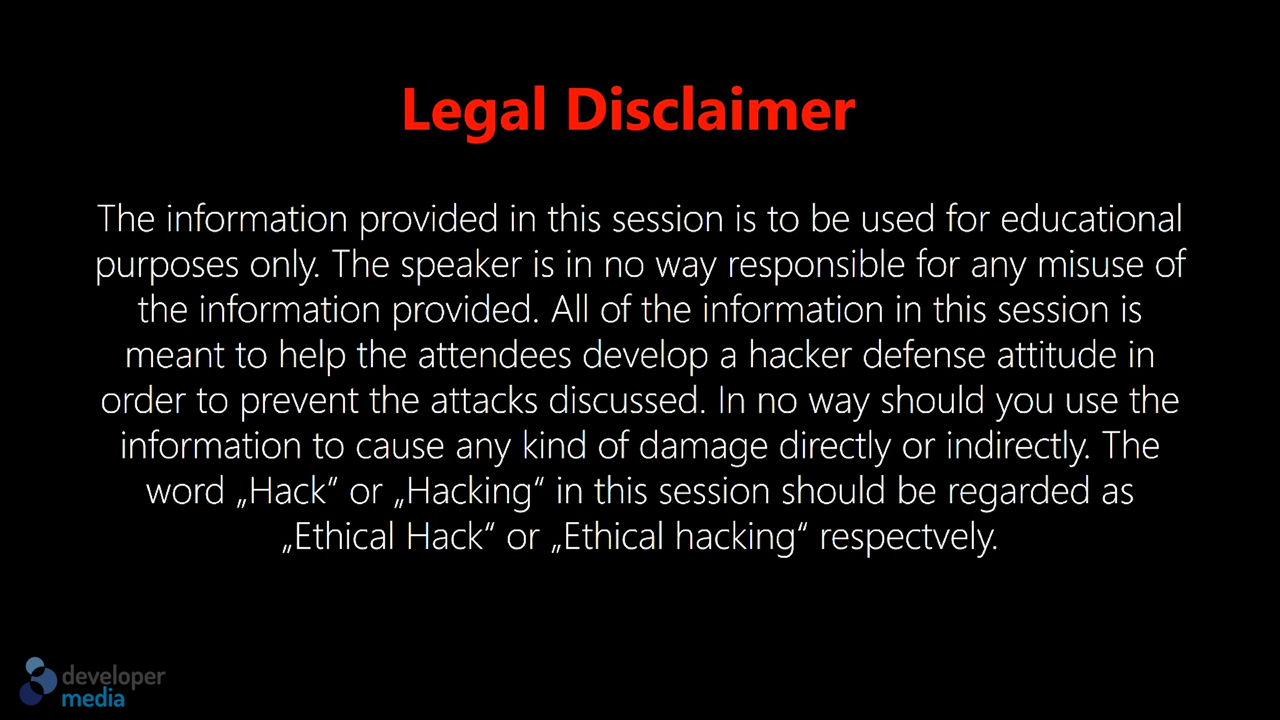 Legal Disclaimer
The information provided in this session is to be used for educational
purposes only. The speaker is in no way responsible for any misuse of
the information provided. All of the information in this session is
meant to help the attendees develop a hacker defense attitude in
order to prevent the attacks discussed. In no way should you use the
information to cause any kind of damage directly or indirectly. The
word „Hack“ or „Hacking“ in this session should be regarded as
„Ethical Hack“ or „Ethical hacking“ respectvely.
developer
media